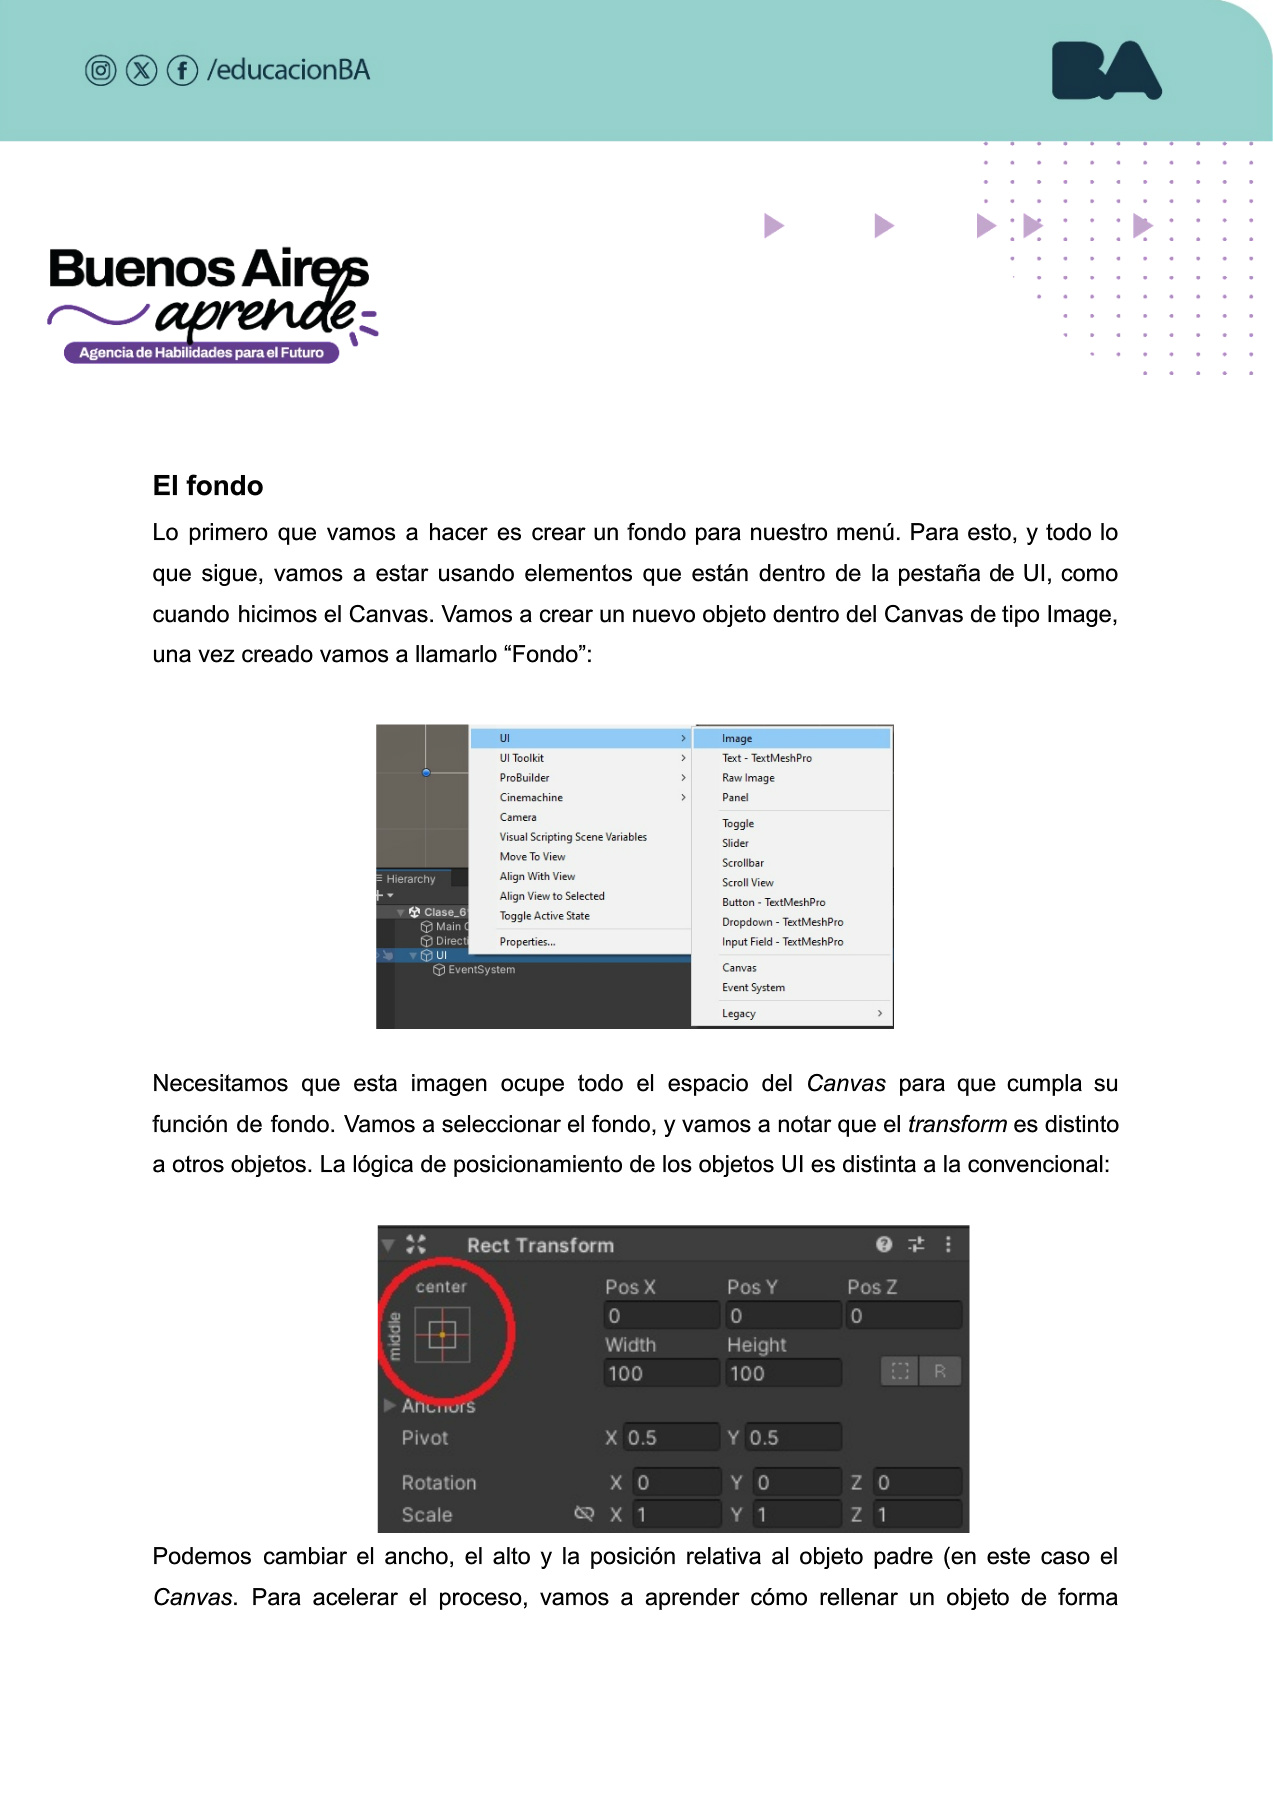 /educacionBA
BA
Buenos Aires
aprende
Agencia de Habilidades para el Futuro
El fondo
Lo primero que vamos a hacer es crear un fondo para nuestro menú. Para esto, y todo lo
que sigue, vamos a estar usando elementos que están dentro de la pestaña de UI, como
cuando hicimos el Canvas. Vamos a crear un nuevo objeto dentro del Canvas de tipo Image,
una vez creado vamos a llamarlo “Fondo”:
UI
UI Toolkit
ProBuilder
Cinemachine
Camera
Visual Scripting Scene Variables
Move To View
Align With View
Align View to Selected
Toggle Active State
Properties...
Image
Text - TextMeshPro
Raw Image
Panel
Toggle
Slider
Scrollbar
Scroll View
Button - TextMeshPro
Dropdown - TextMeshPro
Input Field - TextMeshPro
Canvas
Event System
Legacy
Hierarchy
Clase_6
Main C
Directi
UI
EventSystem
Necesitamos que esta imagen ocupe todo el espacio del Canvas para que cumpla su
función de fondo. Vamos a seleccionar el fondo, y vamos a notar que el transform es distinto
a otros objetos. La lógica de posicionamiento de los objetos UI es distinta a la convencional:
Rect Transform
center
middle
Pos X Pos Y Pos Z
0 0 0
Width Height
100 100
R
Anchors
Pivot X 0.5 Y 0.5
Rotation X 0 Y 0 Z 0
Scale X 1 Y 1 Z 1
Podemos cambiar el ancho, el alto y la posición relativa al objeto padre (en este caso el
Canvas. Para acelerar el proceso, vamos a aprender cómo rellenar un objeto de forma